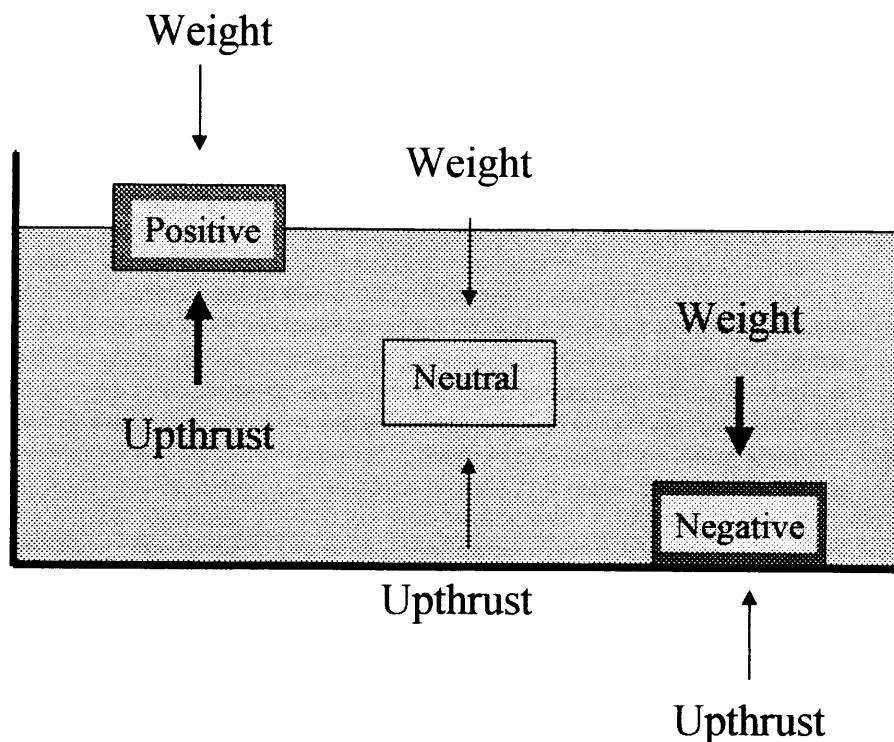 Weight
Weight
Positive
Weight
Neutral
Upthrust
Negative
Upthrust
Upthrust